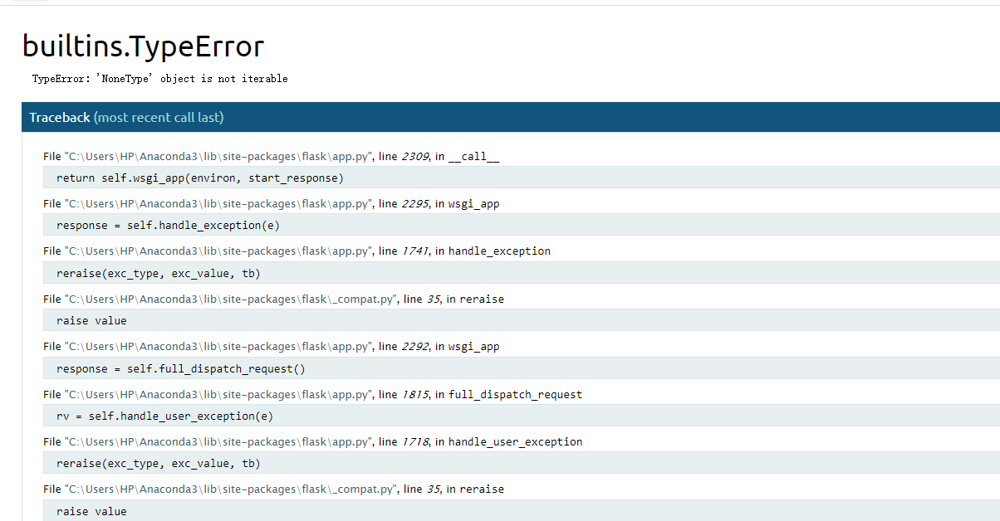 builtins.TypeError
TypeError: 'NoneType' object is not iterable
Traceback (most recent call last)
File "C:\Users\HP\Anaconda3\lib\site-packages\flask\app.py", line 2309, in __call__
return self.wsgi_app(environ, start_response)
File "C:\Users\HP\Anaconda3\lib\site-packages\flask\app.py", line 2295, in wsgi_app
response = self.handle_exception(e)
File "C:\Users\HP\Anaconda3\lib\site-packages\flask\app.py", line 1741, in handle_exception
reraise(exc_type, exc_value, tb)
File "C:\Users\HP\Anaconda3\lib\site-packages\flask\_compat.py", line 35, in reraise
raise value
File "C:\Users\HP\Anaconda3\lib\site-packages\flask\app.py", line 2292, in wsgi_app
response = self.full_dispatch_request()
File "C:\Users\HP\Anaconda3\lib\site-packages\flask\app.py", line 1815, in full_dispatch_request
rv = self.handle_user_exception(e)
File "C:\Users\HP\Anaconda3\lib\site-packages\flask\app.py", line 1718, in handle_user_exception
reraise(exc_type, exc_value, tb)
File "C:\Users\HP\Anaconda3\lib\site-packages\flask\_compat.py", line 35, in reraise
raise value